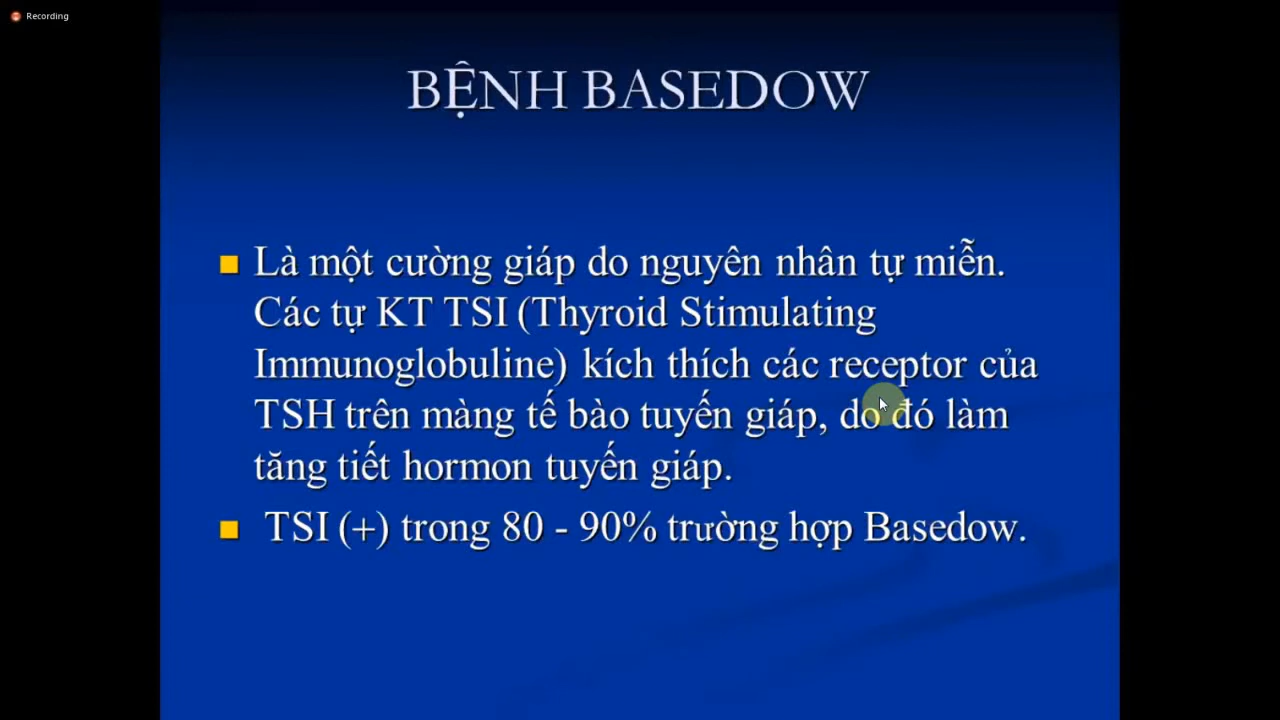 Recording
BỆNH BASEDOW
Là một cường giáp do nguyên nhân tự miễn.
Các tự KT TSI (Thyroid Stimulating
Immunoglobuline) kích thích các receptor của
TSH trên màng tế bào tuyến giáp, do đó làm
tăng tiết hormon tuyến giáp.
TSI (+) trong 80 - 90% trường hợp Basedow.